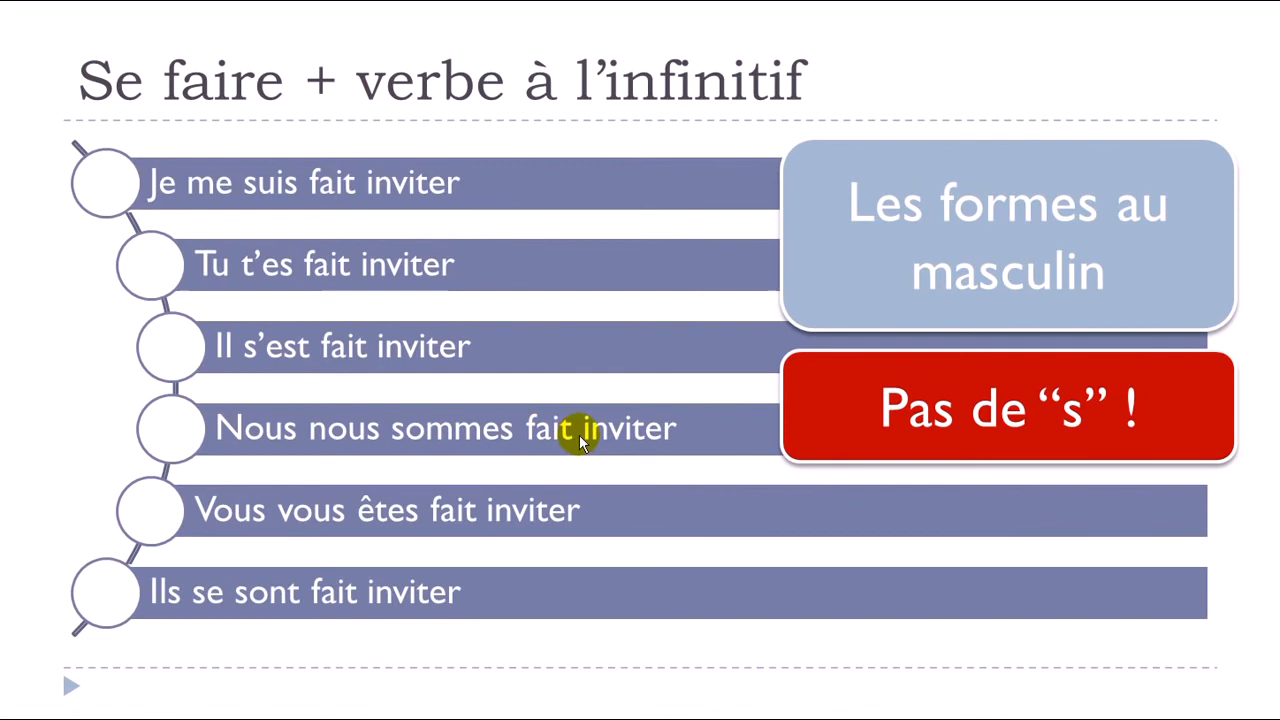 Se faire + verbe à l’infinitif
Je me suis fait inviter
Tu t’es fait inviter
Il s’est fait inviter
Nous nous sommes fait inviter
Vous vous êtes fait inviter
Ils se sont fait inviter
Les formes au
masculin
Pas de “s” !